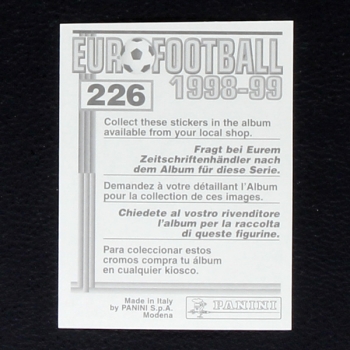 EUROFOOTBALL
1998-99
226
Collect these stickers in the album
available from your local shop.
Fragt bei Eurem
Zeitschriftenhändler nach
dem Album für diese Serie.
Demandez à votre détaillant l'Album
pour la collection de ces images.
Chiedete al vostro rivenditore
l'album per la raccolta
di queste figurine.
Para coleccionar estos
cromos compra tu álbum
en cualquier kiosco.
Made in Italy
by PANINI S.p.A.
Modena
PANINI